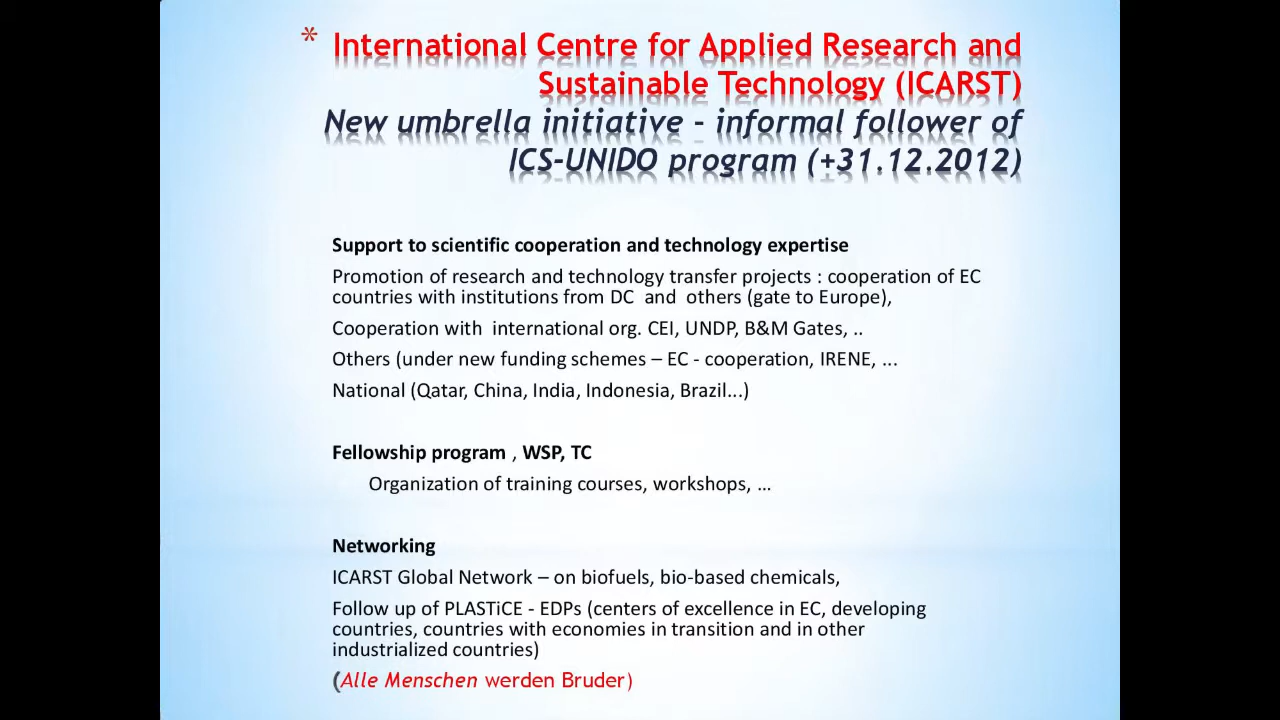 * International Centre for Applied Research and
Sustainable Technology (ICARST)
New umbrella initiative – informal follower of
ICS-UNIDO program (+31.12.2012)
Support to scientific cooperation and technology expertise
Promotion of research and technology transfer projects : cooperation of EC
countries with institutions from DC and others (gate to Europe),
Cooperation with international org. CEI, UNDP, B&M Gates, ..
Others (under new funding schemes – EC - cooperation, IRENE, ...
National (Qatar, China, India, Indonesia, Brazil...)
Fellowship program , WSP, TC
Organization of training courses, workshops, …
Networking
ICARST Global Network – on biofuels, bio-based chemicals,
Follow up of PLASTiCE - EDPs (centers of excellence in EC, developing
countries, countries with economies in transition and in other
industrialized countries)
(Alle Menschen werden Bruder)